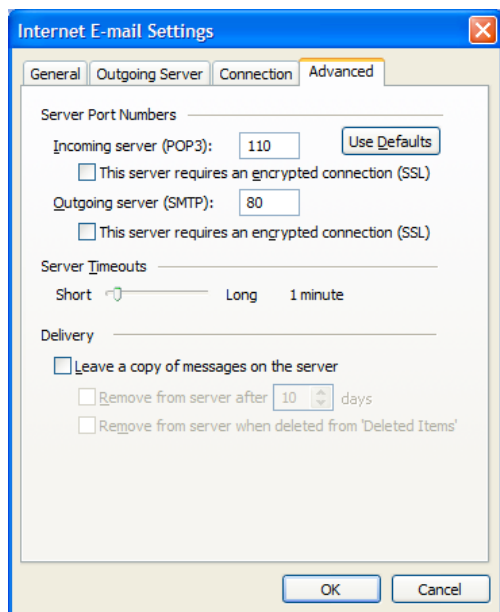 Internet E-mail Settings
General Outgoing Server Connection Advanced
Server Port Numbers
Incoming server (POP3): 110 Use Defaults
This server requires an encrypted connection (SSL)
Outgoing server (SMTP): 80
This server requires an encrypted connection (SSL)
Server Timeouts
Short Long 1 minute
Delivery
Leave a copy of messages on the server
Remove from server after 10 days
Remove from server when deleted from 'Deleted Items'
OK Cancel